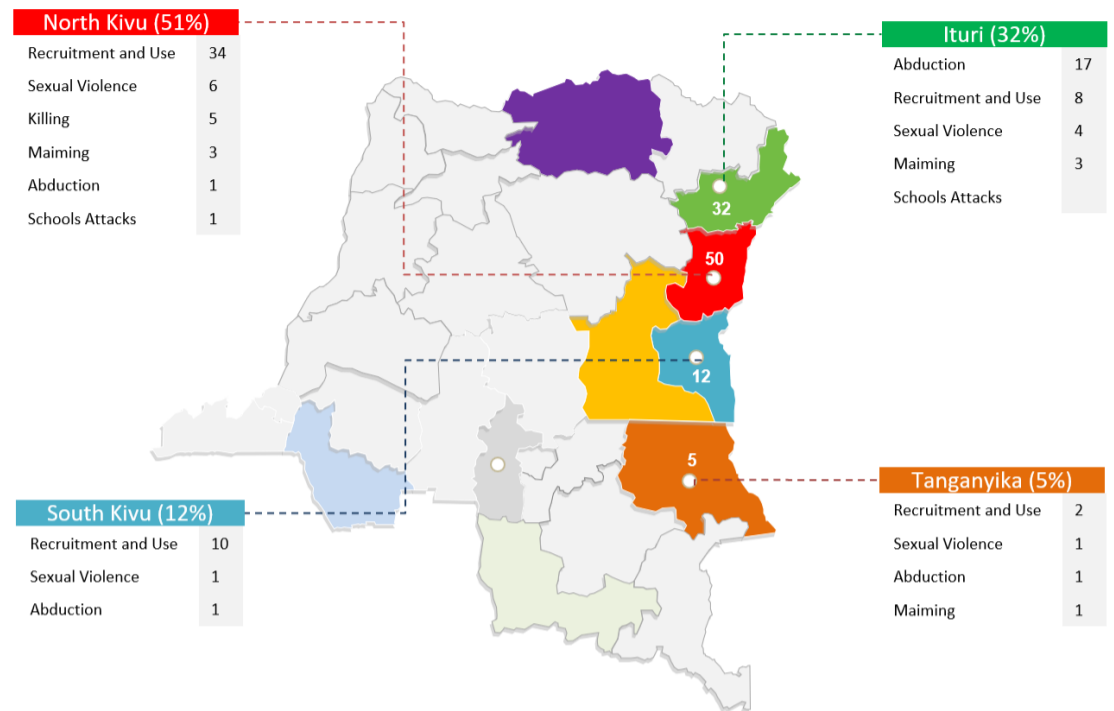 North Kivu (51%)
Recruitment and Use 34
Sexual Violence 6
Killing 5
Maiming 3
Abduction 1
Schools Attacks 1
Ituri (32%)
Abduction 17
Recruitment and Use 8
Sexual Violence 4
Maiming 3
Schools Attacks
32
50
12
5
South Kivu (12%)
Recruitment and Use 10
Sexual Violence 1
Abduction 1
Tanganyika (5%)
Recruitment and Use 2
Sexual Violence 1
Abduction 1
Maiming 1